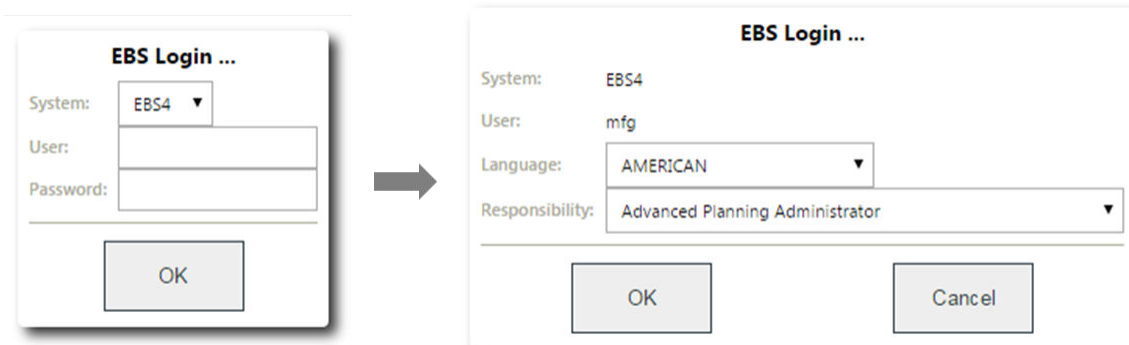 EBS Login ...
System: EBS4
User:
Password:
OK
EBS Login ...
System: EBS4
User: mfg
Language: AMERICAN
Responsibility: Advanced Planning Administrator
OK Cancel